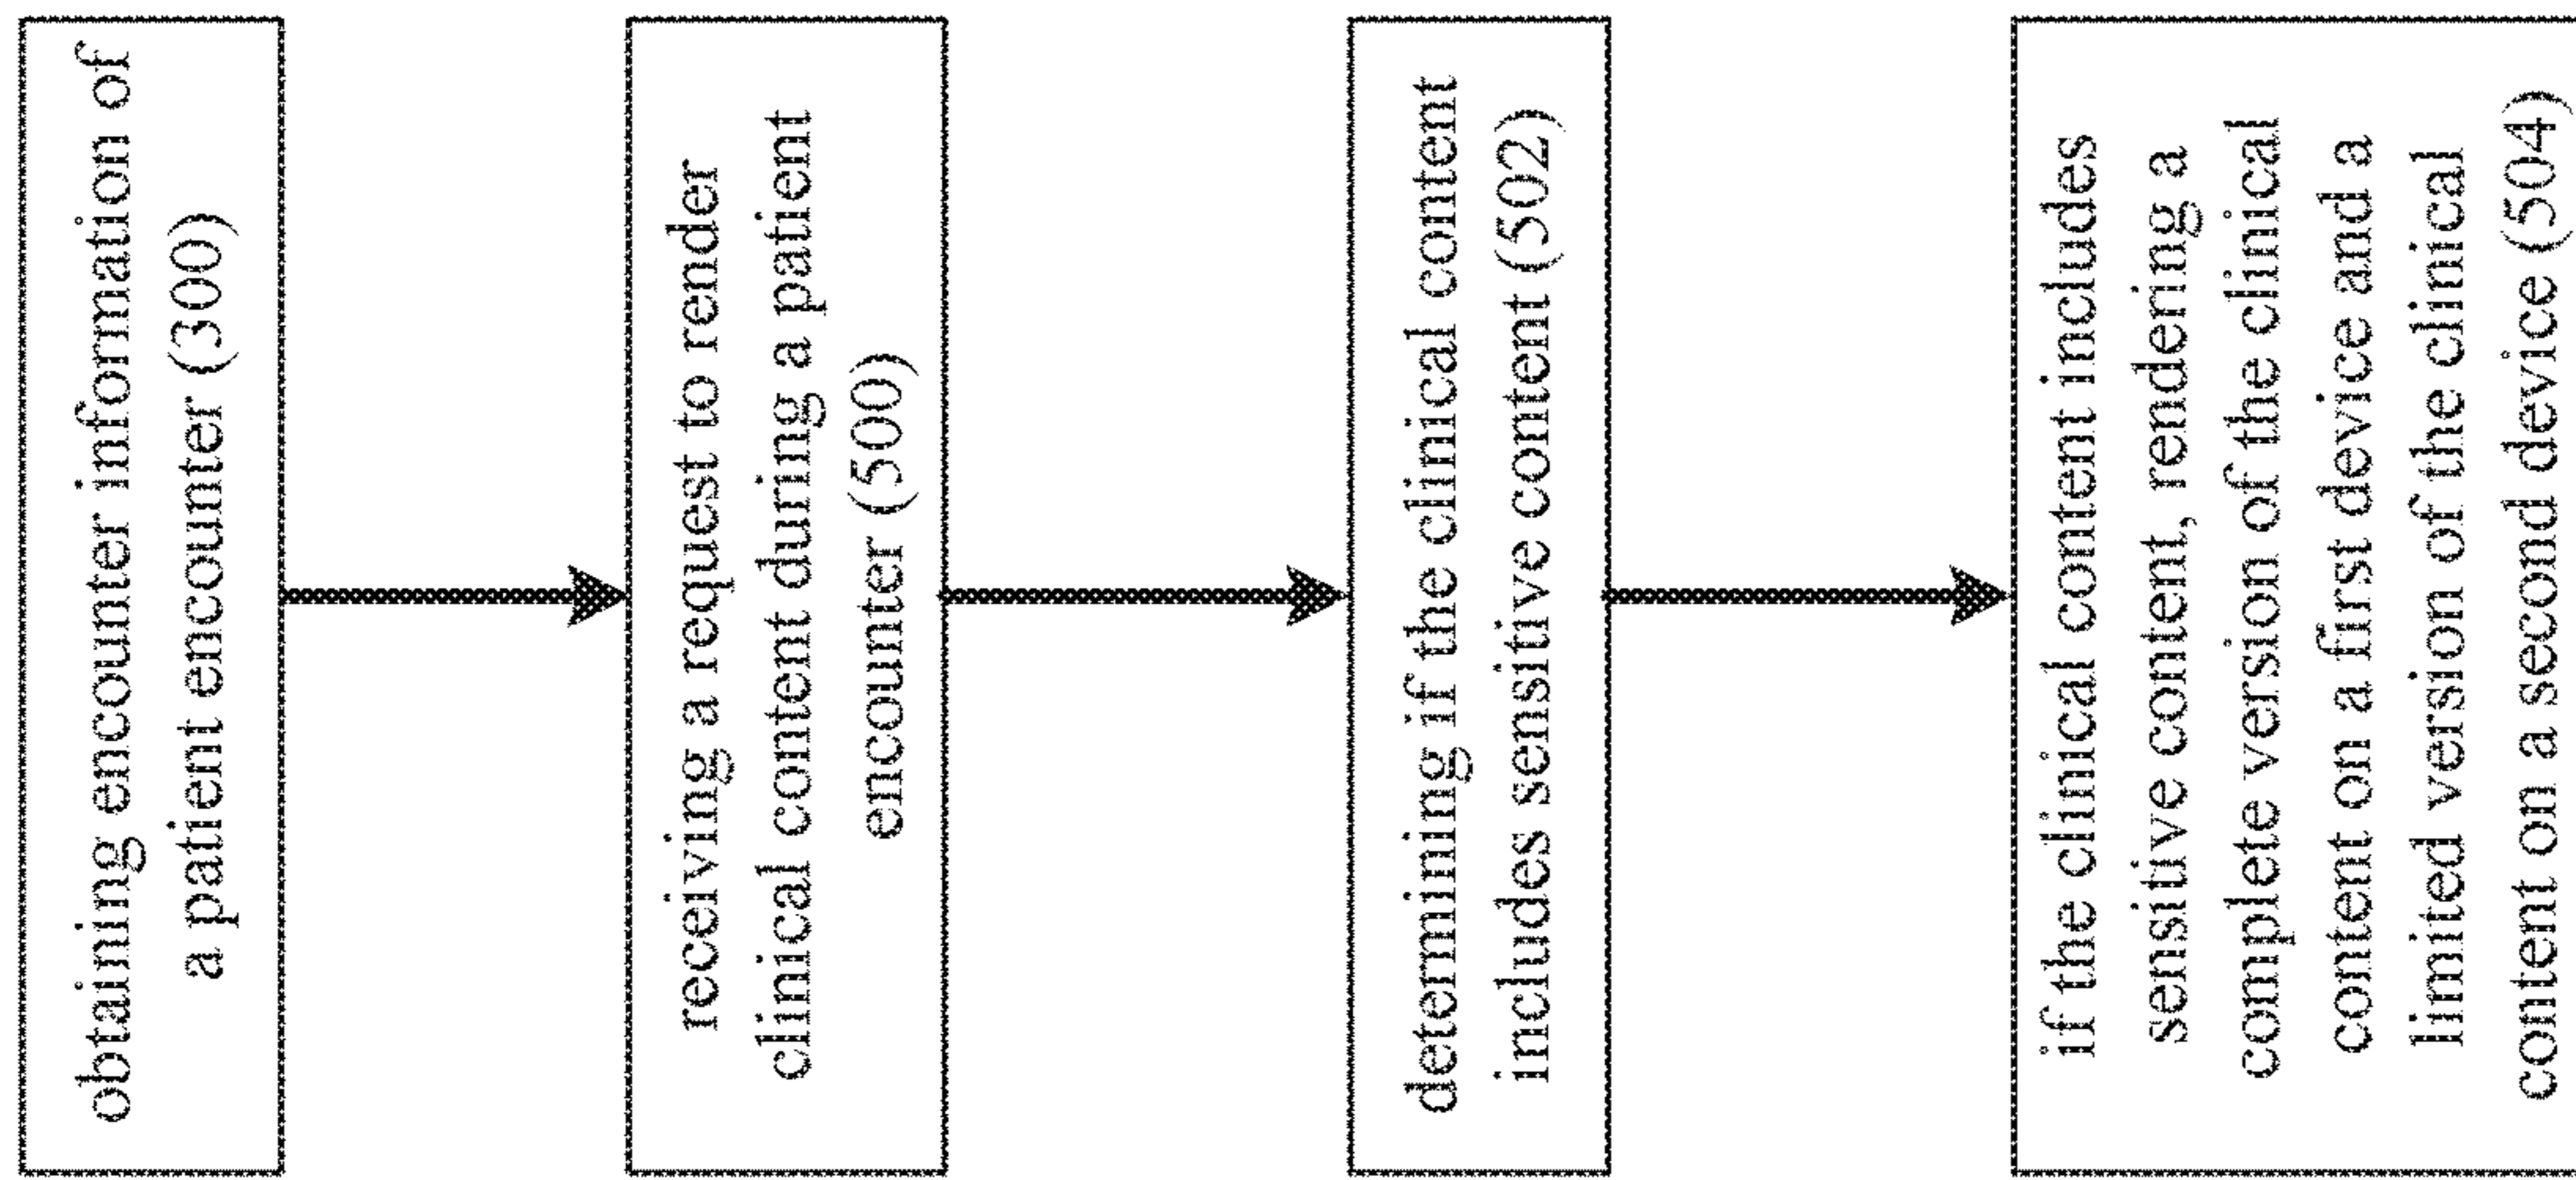 obtaining encounter information of
a patient encounter (300)
receiving a request to render
clinical content during a patient
encounter (500)
determining if the clinical content
includes sensitive content (502)
if the clinical content includes
sensitive content, rendering a
complete version of the clinical
content on a first device and a
limited version of the clinical
content on a second device (504)